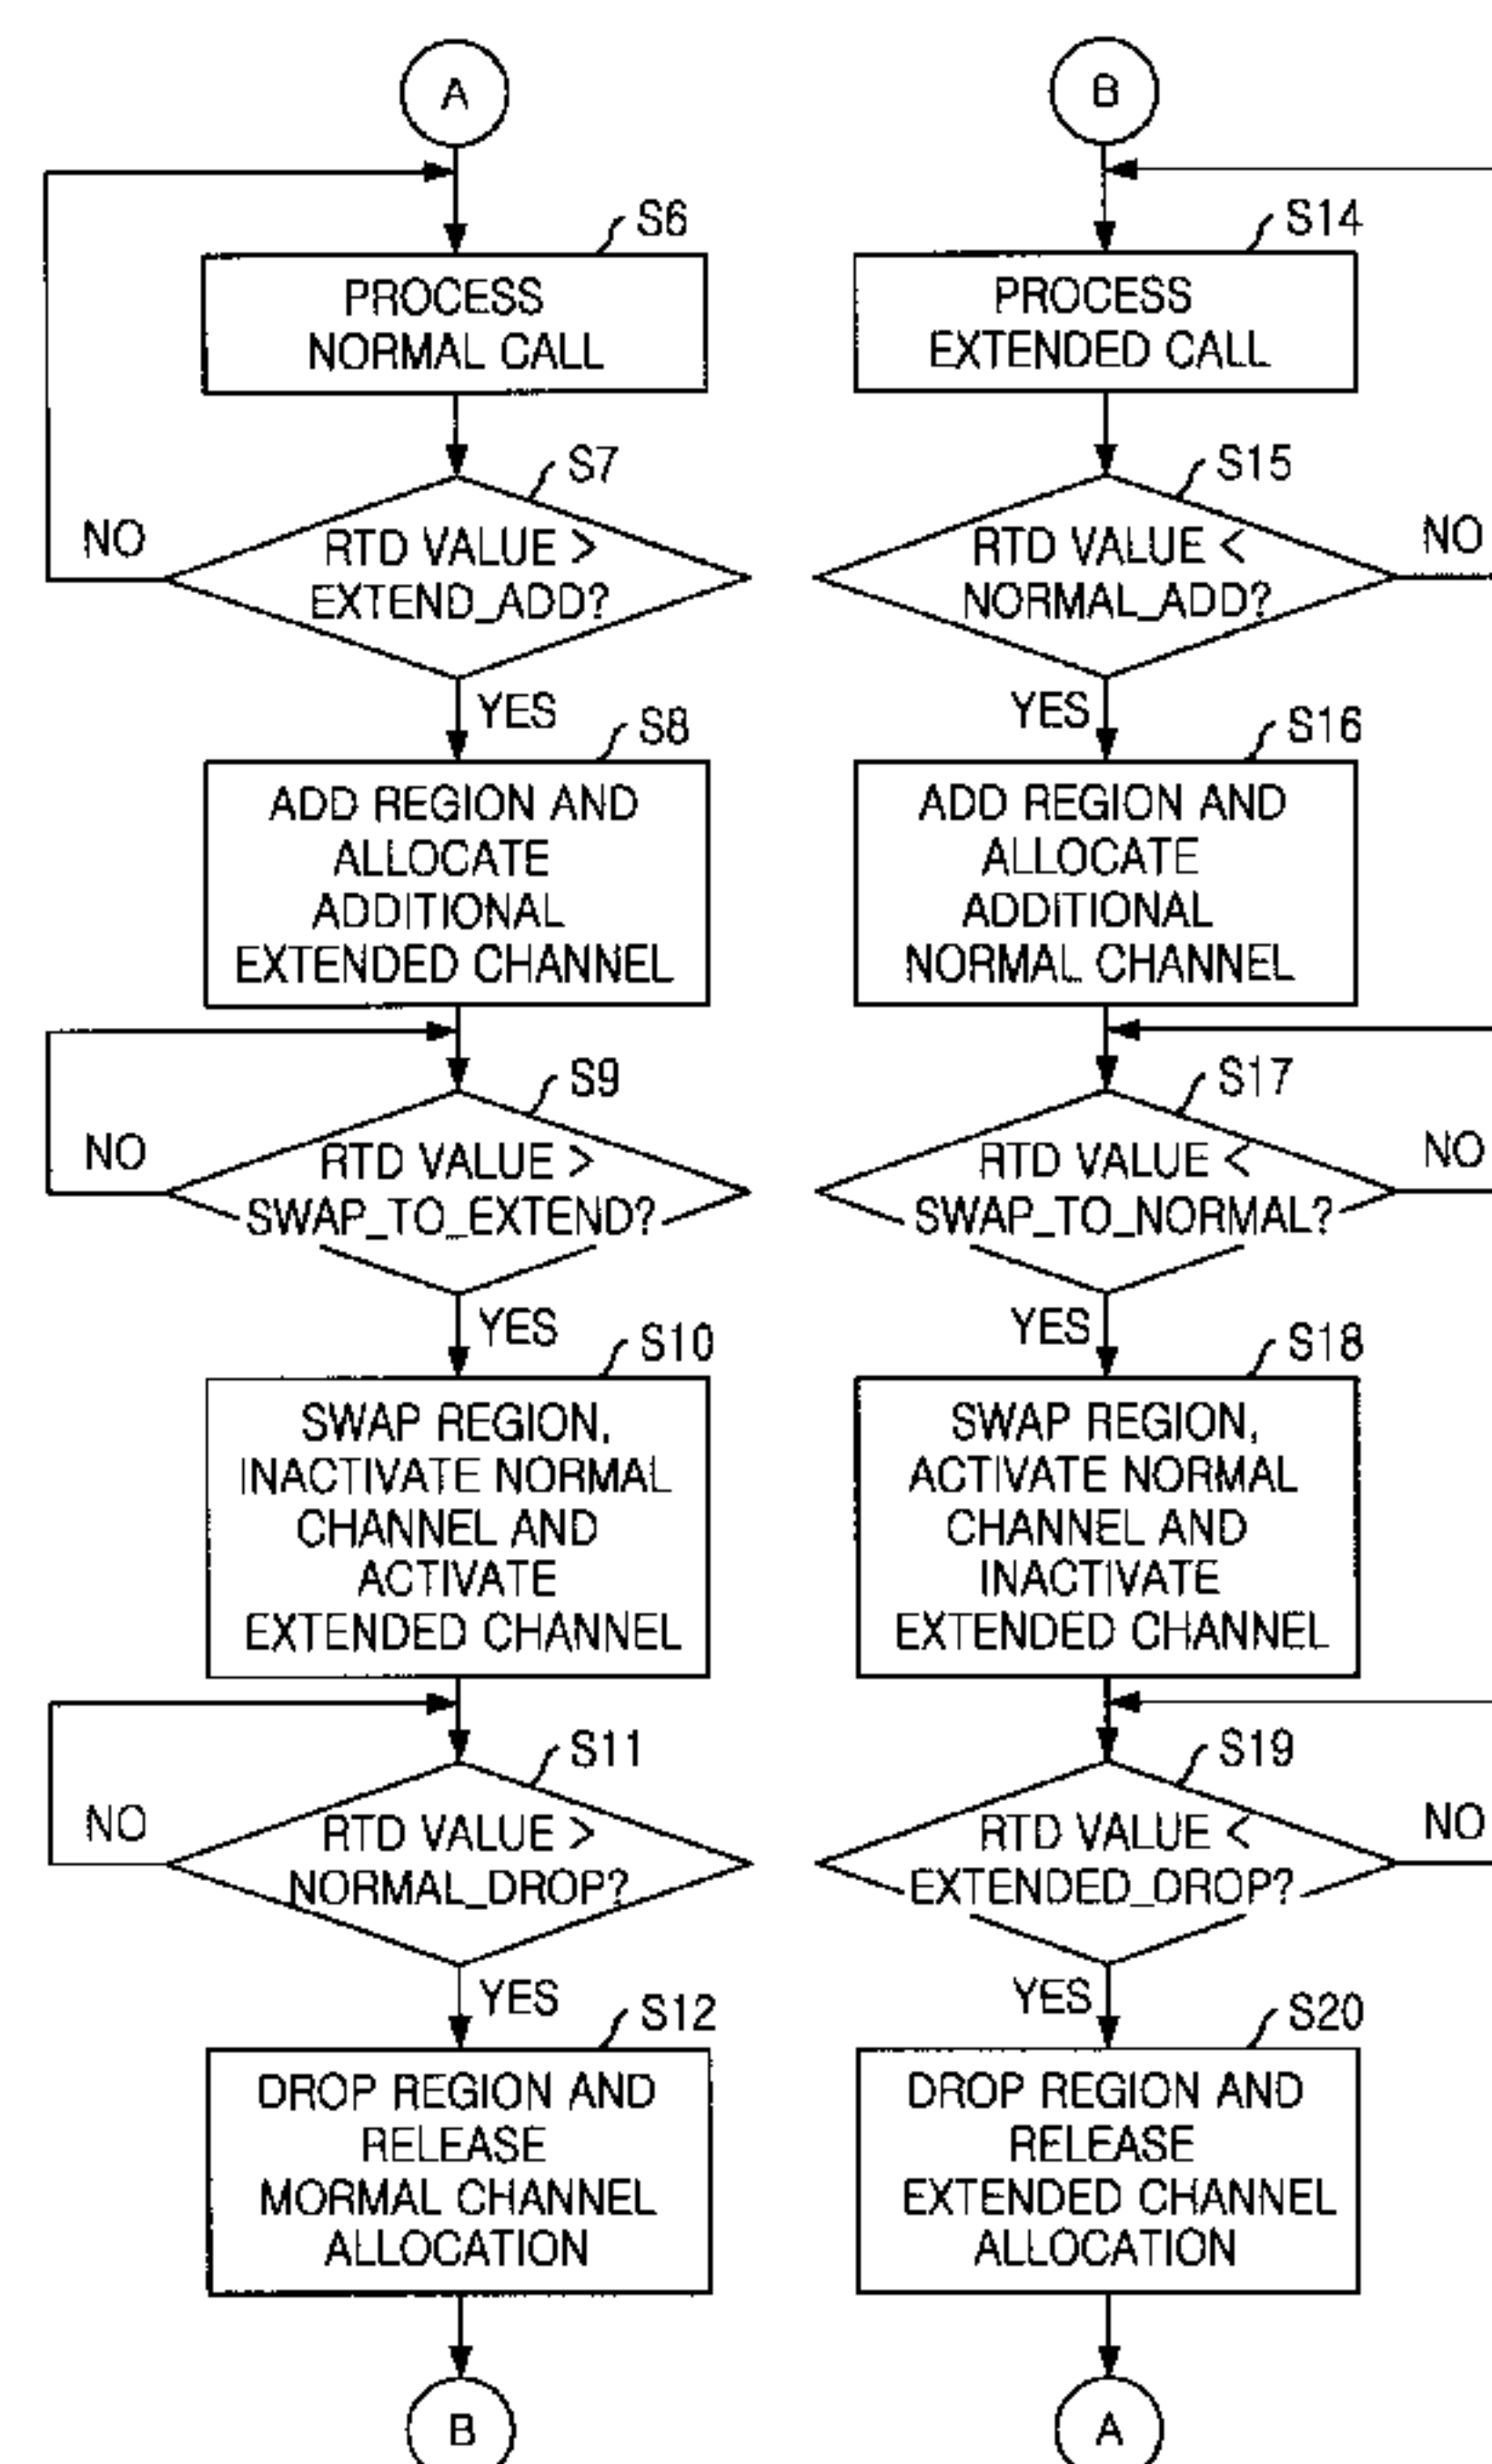 A
S6
PROCESS
NORMAL CALL
S7
NO
RTD VALUE >
EXTEND_ADD?
YES
S8
ADD REGION AND
ALLOCATE
ADDITIONAL
EXTENDED CHANNEL
S9
NO
RTD VALUE >
SWAP_TO_EXTEND?
YES
S10
SWAP REGION,
INACTIVATE NORMAL
CHANNEL AND
ACTIVATE
EXTENDED CHANNEL
S11
NO
RTD VALUE >
NORMAL_DROP?
YES
S12
DROP REGION AND
RELEASE
MORMAL CHANNEL
ALLOCATION
B
B
S14
PROCESS
EXTENDED CALL
S15
RTD VALUE <
NORMAL_ADD?
NO
YES
S16
ADD REGION AND
ALLOCATE
ADDITIONAL
NORMAL CHANNEL
S17
RTD VALUE <
SWAP_TO_NORMAL?
NO
YES
S18
SWAP REGION,
ACTIVATE NORMAL
CHANNEL AND
INACTIVATE
EXTENDED CHANNEL
S19
RTD VALUE <
EXTENDED_DROP?
NO
YES
S20
DROP REGION AND
RELEASE
EXTENDED CHANNEL
ALLOCATION
A